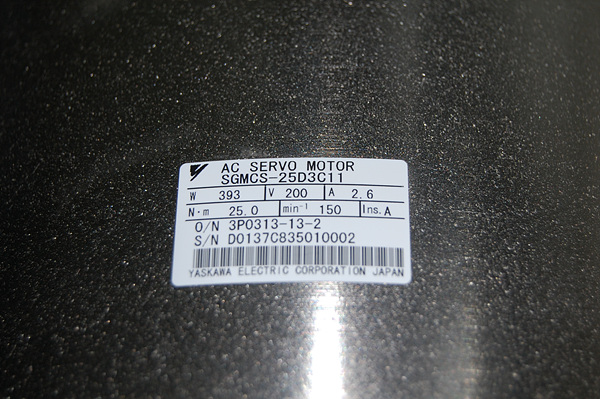 AC SERVO MOTOR
SGMCS-25D3C11
W 393 V 200 A 2.6
N·m 25.0 min⁻¹ 150 Ins. A
O/N 3P0313-13-2
S/N D0137C835010002
YASKAWA ELECTRIC CORPORATION JAPAN